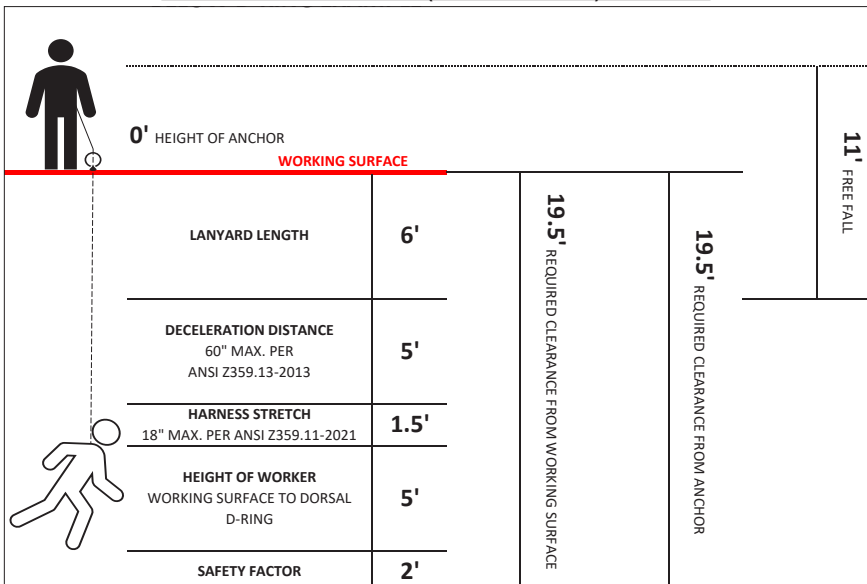 0' HEIGHT OF ANCHOR
WORKING SURFACE
LANYARD LENGTH
6'
DECELERATION DISTANCE
60" MAX. PER
ANSI Z359.13-2013
5'
HARNESS STRETCH
18" MAX. PER ANSI Z359.11-2021
1.5'
HEIGHT OF WORKER
WORKING SURFACE TO DORSAL
D-RING
5'
SAFETY FACTOR
2'
19.5' REQUIRED CLEARANCE FROM WORKING SURFACE
19.5' REQUIRED CLEARANCE FROM ANCHOR
11' FREE FALL